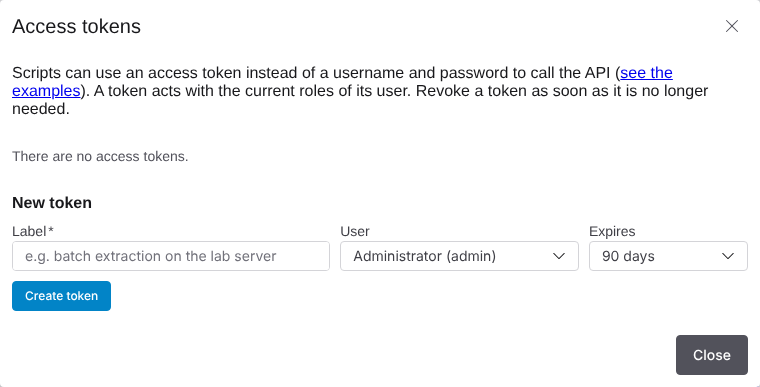 Access tokens
Scripts can use an access token instead of a username and password to call the API (see the
examples). A token acts with the current roles of its user. Revoke a token as soon as it is no longer
needed.
There are no access tokens.
New token
Label*
User
Expires
e.g. batch extraction on the lab server
Administrator (admin)
90 days
Create token
Close